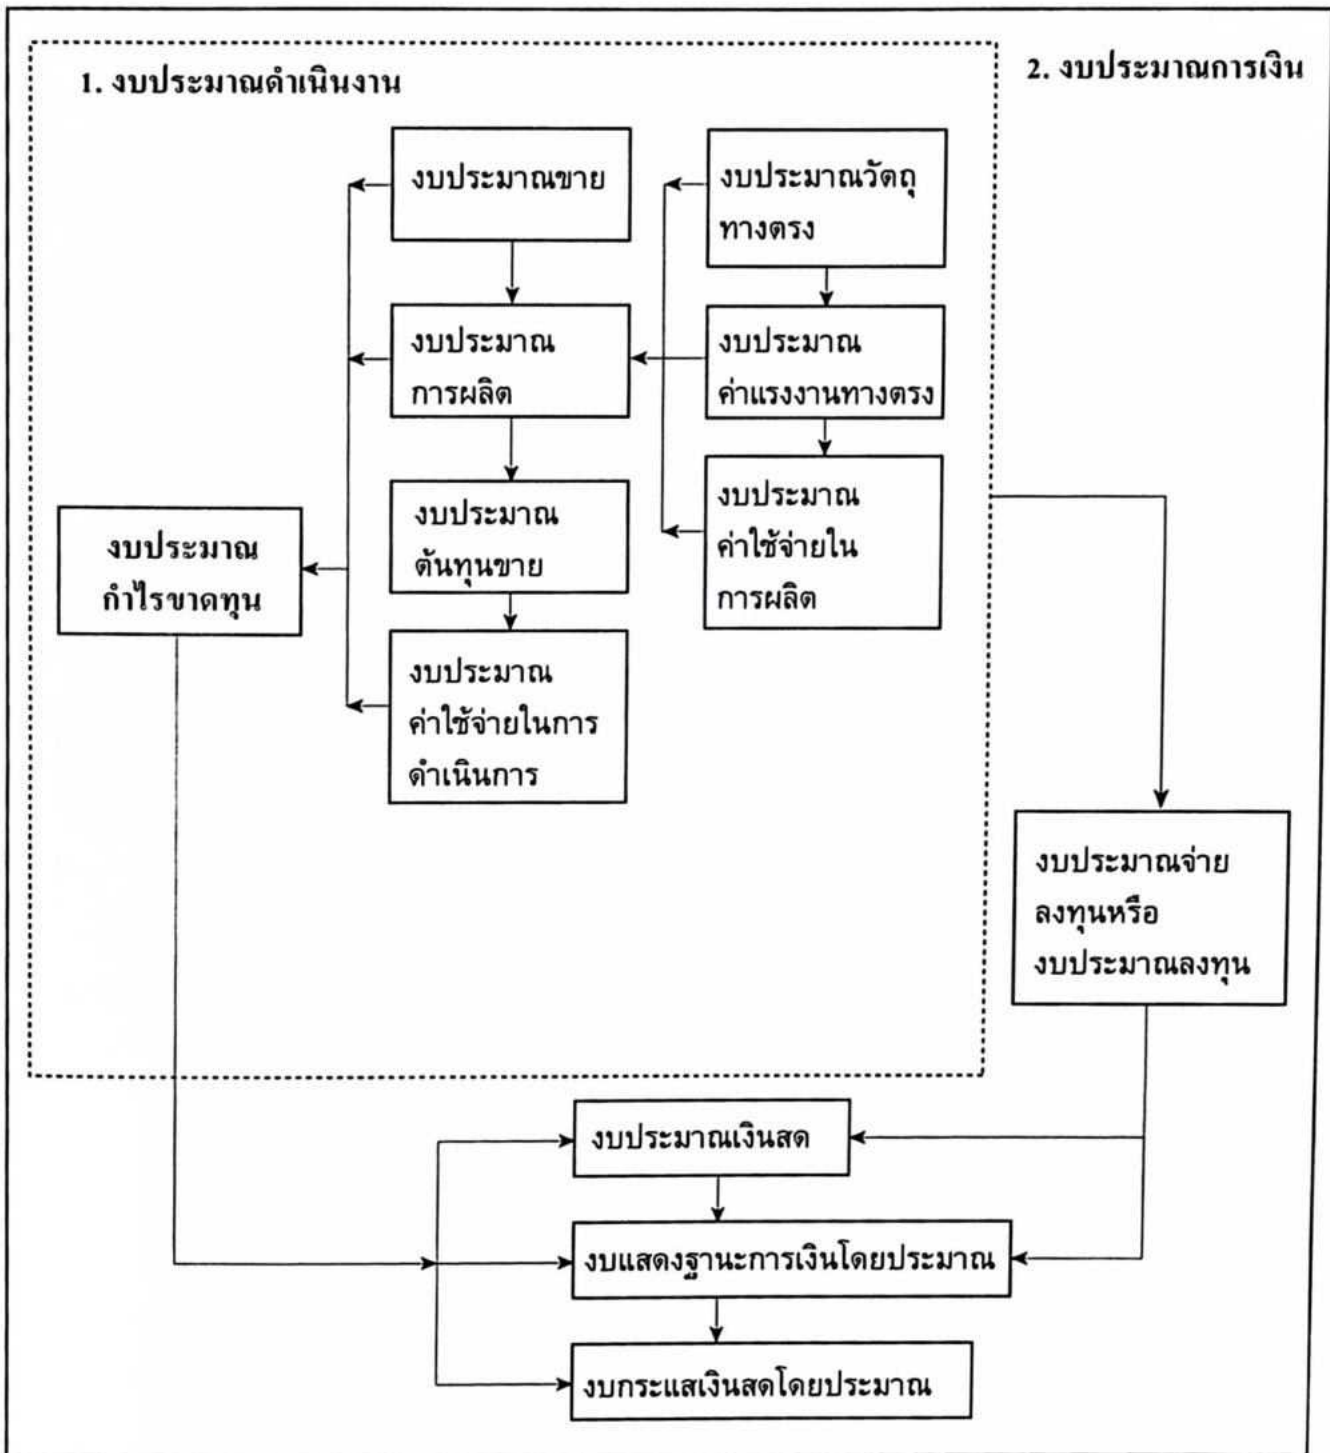 1. งบประมาณดำเนินงาน
2. งบประมาณการเงิน
งบประมาณขาย
งบประมาณวัตถุ
ทางตรง
งบประมาณ
การผลิต
งบประมาณ
ค่าแรงงานทางตรง
งบประมาณ
ต้นทุนขาย
งบประมาณ
ค่าใช้จ่ายใน
การผลิต
งบประมาณ
กำไรขาดทุน
งบประมาณ
ค่าใช้จ่ายในการ
ดำเนินการ
งบประมาณจ่าย
ลงทุนหรือ
งบประมาณลงทุน
งบประมาณเงินสด
งบแสดงฐานะการเงินโดยประมาณ
งบกระแสเงินสดโดยประมาณ